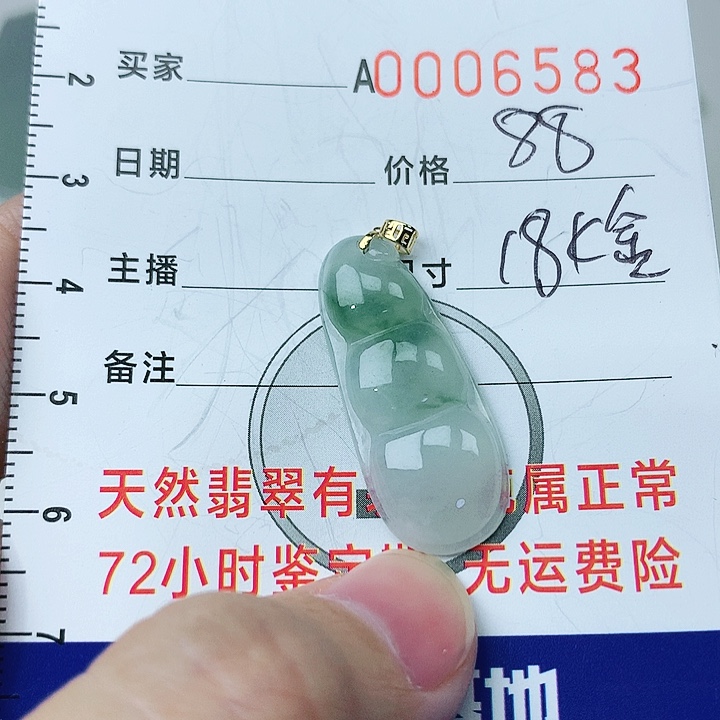 买家 A0006583
日期 价格 88
主播 寸 18K金
备注
天然翡翠有 属正常
72小时鉴定 无运费险
地
2
3
4
5
6
7